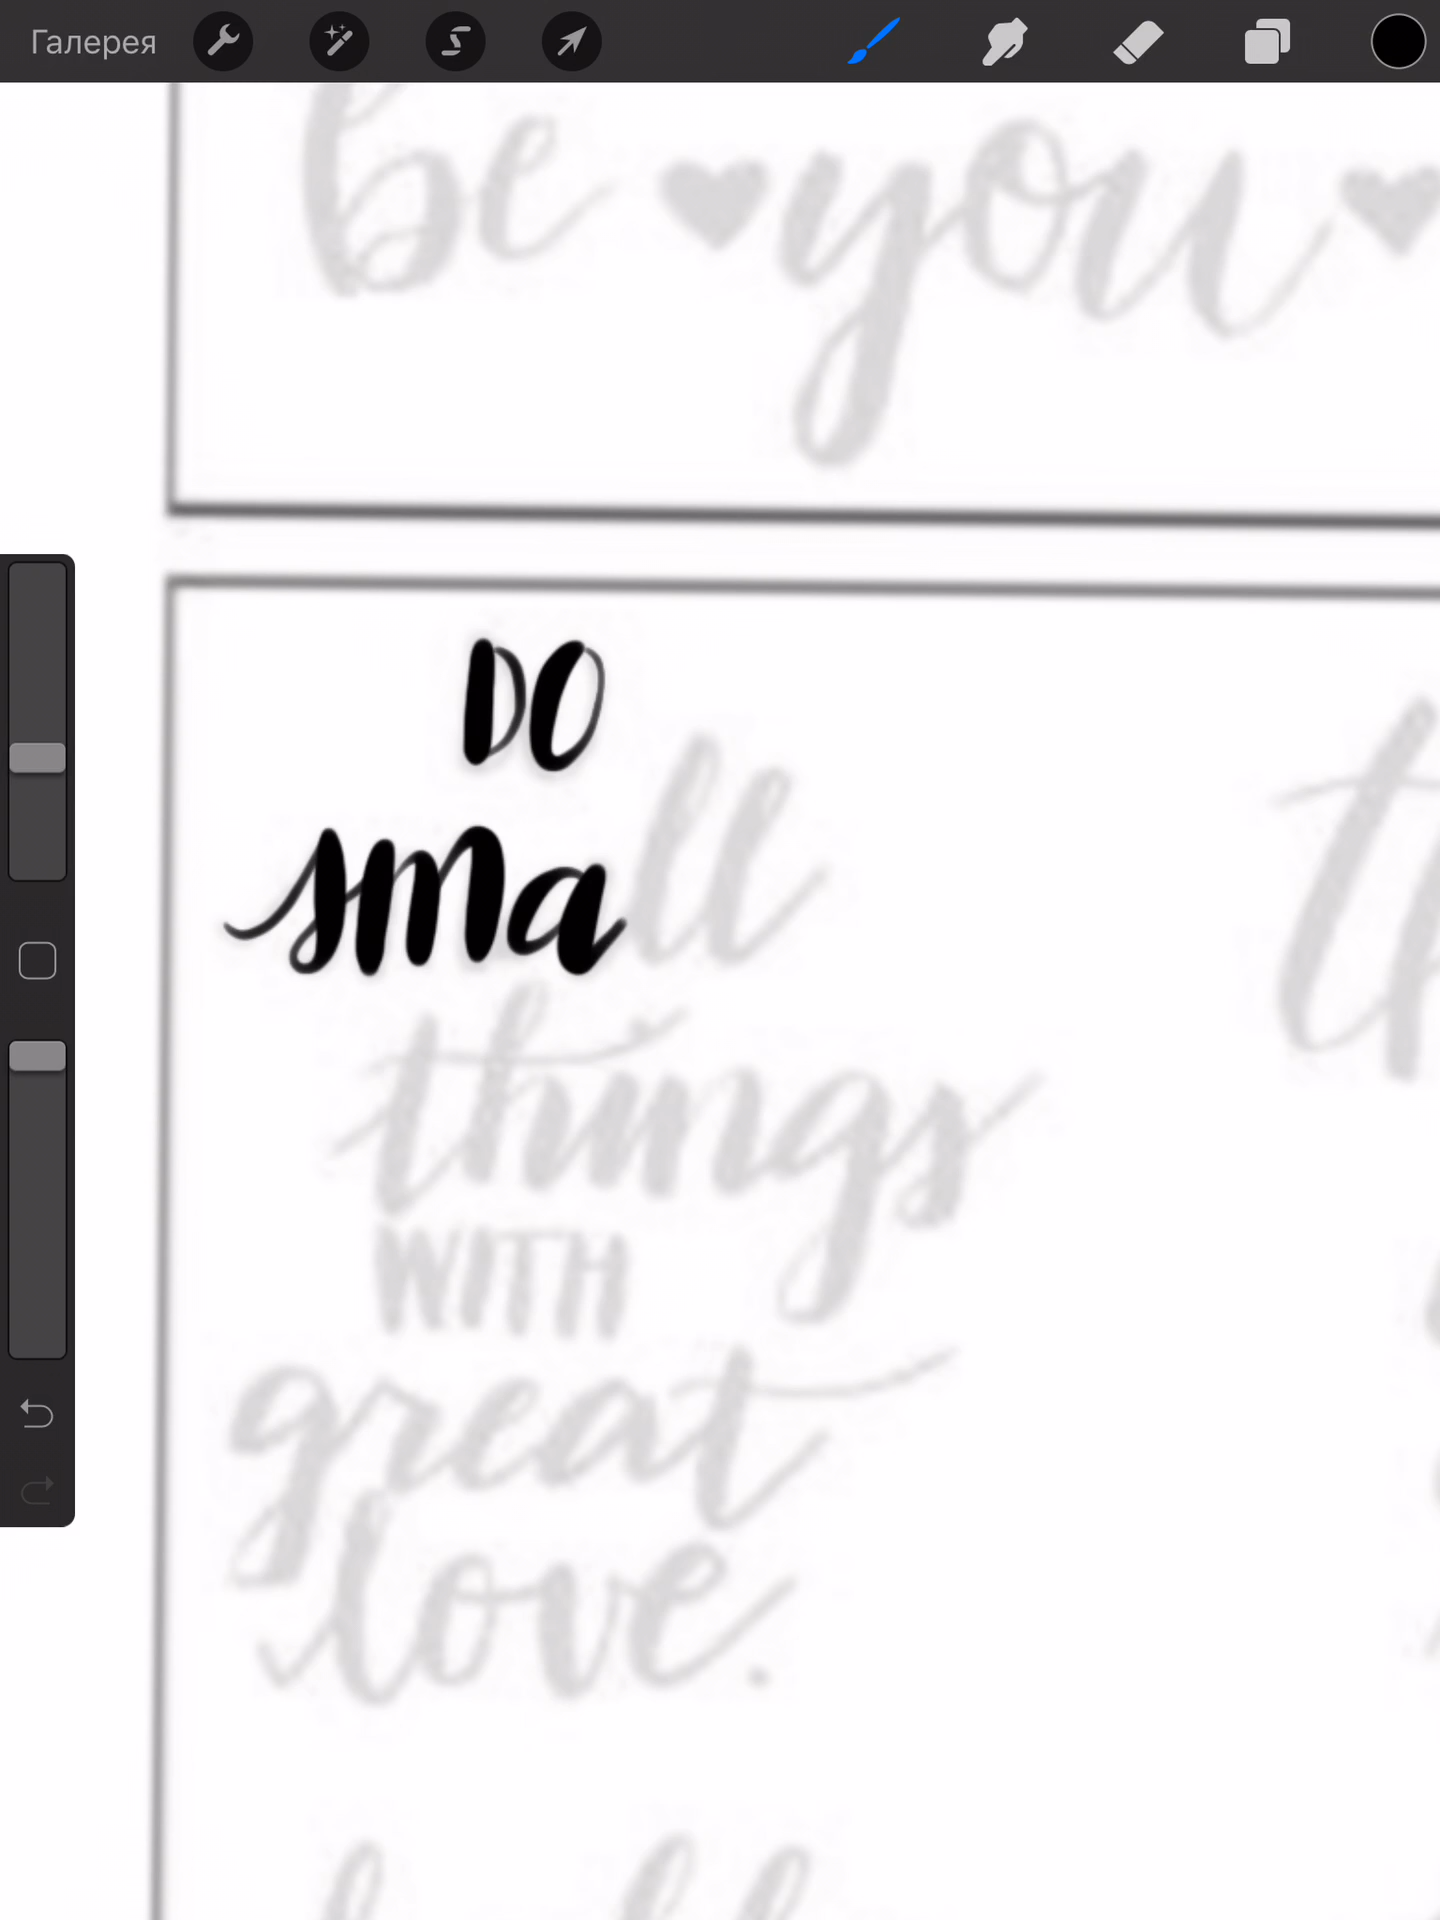 Галерея
be ♥ you ♥
DO
small
things
WITH
great
love.